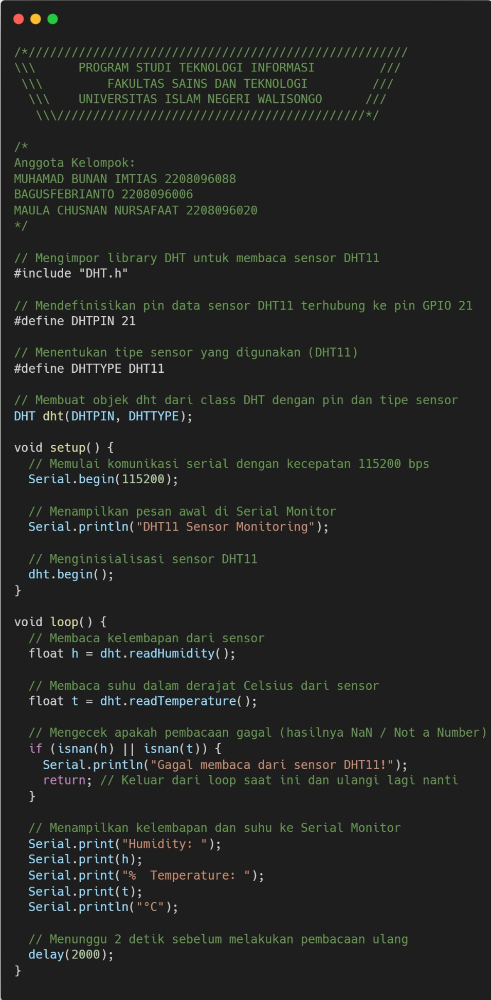 /*/////////////////////////////////////////////////////
\\\      PROGRAM STUDI TEKNOLOGI INFORMASI         ///
 \\\         FAKULTAS SAINS DAN TEKNOLOGI         ///
  \\\    UNIVERSITAS ISLAM NEGERI WALISONGO      ///
   \\\///////////////////////////////////////////*/
/*
Anggota Kelompok:
MUHAMAD BUNAN IMTIAS 2208096088
BAGUSFEBRIANTO 2208096006
MAULA CHUSNAN NURSAFAAT 2208096020
*/
// Mengimpor library DHT untuk membaca sensor DHT11
#include "DHT.h"
// Mendefinisikan pin data sensor DHT11 terhubung ke pin GPIO 21
#define DHTPIN 21
// Menentukan tipe sensor yang digunakan (DHT11)
#define DHTTYPE DHT11
// Membuat objek dht dari class DHT dengan pin dan tipe sensor
DHT dht(DHTPIN, DHTTYPE);
void setup() {
  // Memulai komunikasi serial dengan kecepatan 115200 bps
  Serial.begin(115200);
  // Menampilkan pesan awal di Serial Monitor
  Serial.println("DHT11 Sensor Monitoring");
  // Menginisialisasi sensor DHT11
  dht.begin();
}
void loop() {
  // Membaca kelembapan dari sensor
  float h = dht.readHumidity();
  // Membaca suhu dalam derajat Celsius dari sensor
  float t = dht.readTemperature();
  // Mengecek apakah pembacaan gagal (hasilnya NaN / Not a Number)
  if (isnan(h) || isnan(t)) {
    Serial.println("Gagal membaca dari sensor DHT11!");
    return; // Keluar dari loop saat ini dan ulangi lagi nanti
  }
  // Menampilkan kelembapan dan suhu ke Serial Monitor
  Serial.print("Humidity: ");
  Serial.print(h);
  Serial.print("%  Temperature: ");
  Serial.print(t);
  Serial.println("°C");
  // Menunggu 2 detik sebelum melakukan pembacaan ulang
  delay(2000);
}